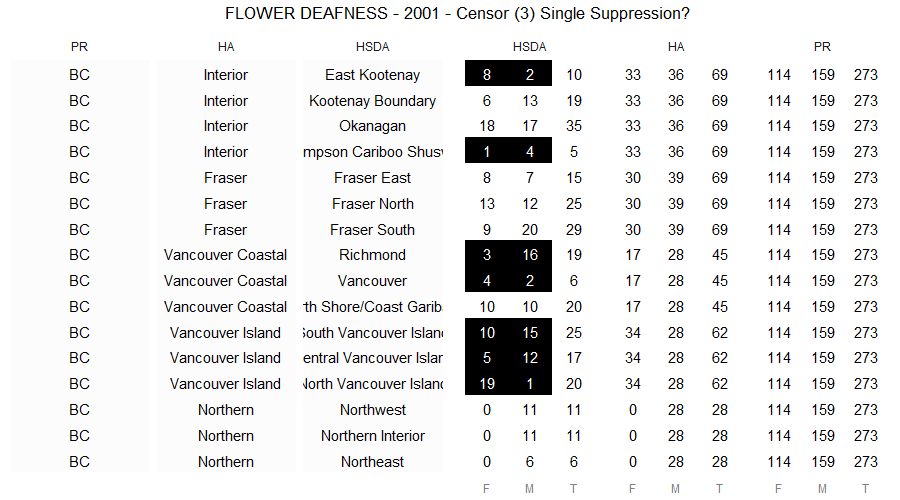 FLOWER DEAFNESS - 2001 - Censor (3) Single Suppression?
PR HA HSDA HSDA HA PR
BC Interior East Kootenay 8 2 10 33 36 69 114 159 273
BC Interior Kootenay Boundary 6 13 19 33 36 69 114 159 273
BC Interior Okanagan 18 17 35 33 36 69 114 159 273
BC Interior mpson Cariboo Shusw 1 4 5 33 36 69 114 159 273
BC Fraser Fraser East 8 7 15 30 39 69 114 159 273
BC Fraser Fraser North 13 12 25 30 39 69 114 159 273
BC Fraser Fraser South 9 20 29 30 39 69 114 159 273
BC Vancouver Coastal Richmond 3 16 19 17 28 45 114 159 273
BC Vancouver Coastal Vancouver 4 2 6 17 28 45 114 159 273
BC Vancouver Coastal rth Shore/Coast Garib 10 10 20 17 28 45 114 159 273
BC Vancouver Island South Vancouver Island 10 15 25 34 28 62 114 159 273
BC Vancouver Island entral Vancouver Islan 5 12 17 34 28 62 114 159 273
BC Vancouver Island North Vancouver Island 19 1 20 34 28 62 114 159 273
BC Northern Northwest 0 11 11 0 28 28 114 159 273
BC Northern Northern Interior 0 11 11 0 28 28 114 159 273
BC Northern Northeast 0 6 6 0 28 28 114 159 273
F M T F M T F M T